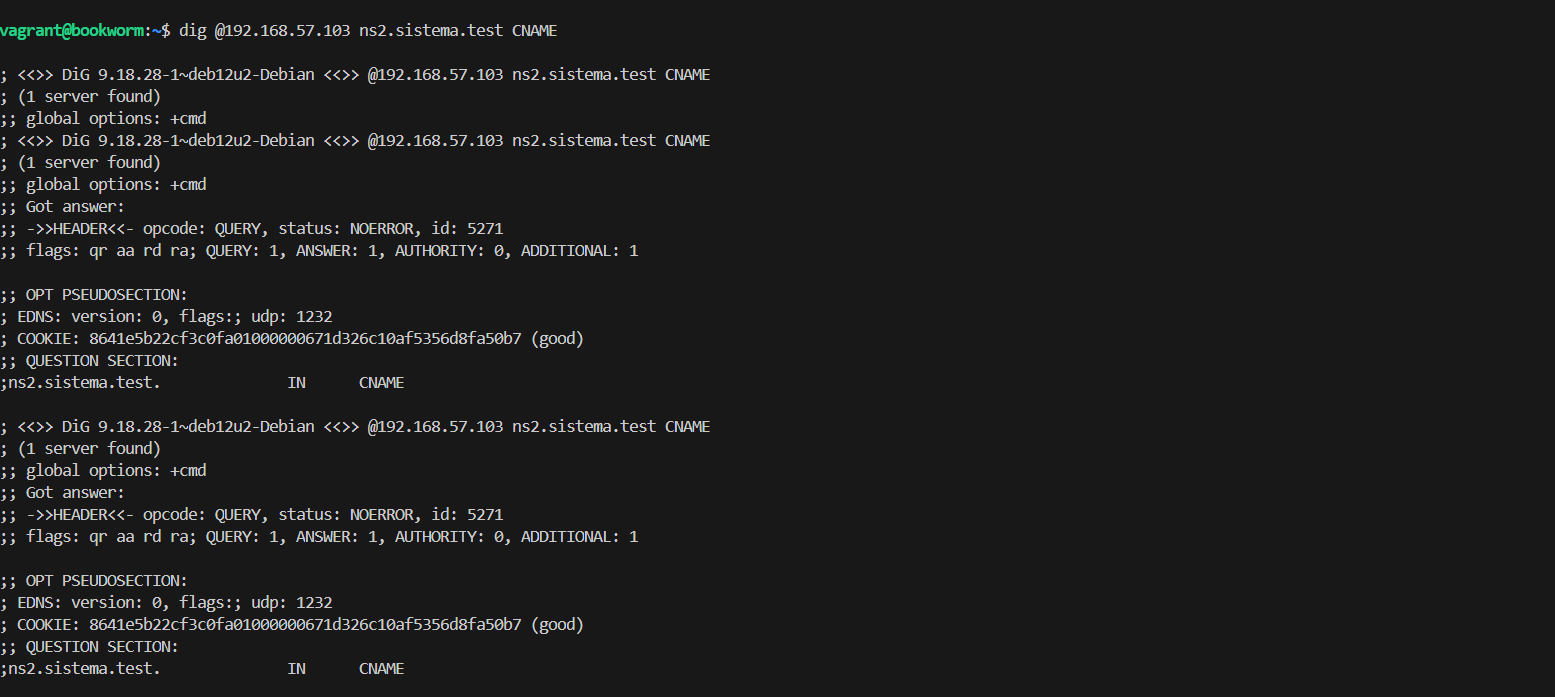 vagrant@bookworm:~$ dig @192.168.57.103 ns2.sistema.test CNAME
; <<>> DiG 9.18.28-1~deb12u2-Debian <<>> @192.168.57.103 ns2.sistema.test CNAME
; (1 server found)
;; global options: +cmd
; <<>> DiG 9.18.28-1~deb12u2-Debian <<>> @192.168.57.103 ns2.sistema.test CNAME
; (1 server found)
;; global options: +cmd
;; Got answer:
;; ->>HEADER<<- opcode: QUERY, status: NOERROR, id: 5271
;; flags: qr aa rd ra; QUERY: 1, ANSWER: 1, AUTHORITY: 0, ADDITIONAL: 1
;; OPT PSEUDOSECTION:
; EDNS: version: 0, flags:; udp: 1232
; COOKIE: 8641e5b22cf3c0fa01000000671d326c10af5356d8fa50b7 (good)
;; QUESTION SECTION:
;ns2.sistema.test. IN CNAME
; <<>> DiG 9.18.28-1~deb12u2-Debian <<>> @192.168.57.103 ns2.sistema.test CNAME
; (1 server found)
;; global options: +cmd
;; Got answer:
;; ->>HEADER<<- opcode: QUERY, status: NOERROR, id: 5271
;; flags: qr aa rd ra; QUERY: 1, ANSWER: 1, AUTHORITY: 0, ADDITIONAL: 1
;; OPT PSEUDOSECTION:
; EDNS: version: 0, flags:; udp: 1232
; COOKIE: 8641e5b22cf3c0fa01000000671d326c10af5356d8fa50b7 (good)
;; QUESTION SECTION:
;ns2.sistema.test. IN CNAME